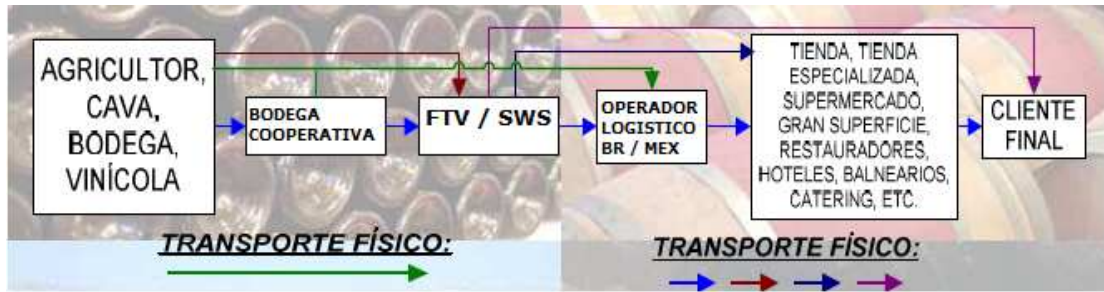 AGRICULTOR,
CAVA,
BODEGA,
VINÍCOLA
BODEGA
COOPERATIVA
FTV / SWS
OPERADOR
LOGISTICO
BR / MEX
TIENDA, TIENDA
ESPECIALIZADA,
SUPERMERCADO,
GRAN SUPERFICIE,
RESTAURADORES,
HOTELES, BALNEARIOS,
CATERING, ETC.
CLIENTE
FINAL
TRANSPORTE FÍSICO:
TRANSPORTE FÍSICO: